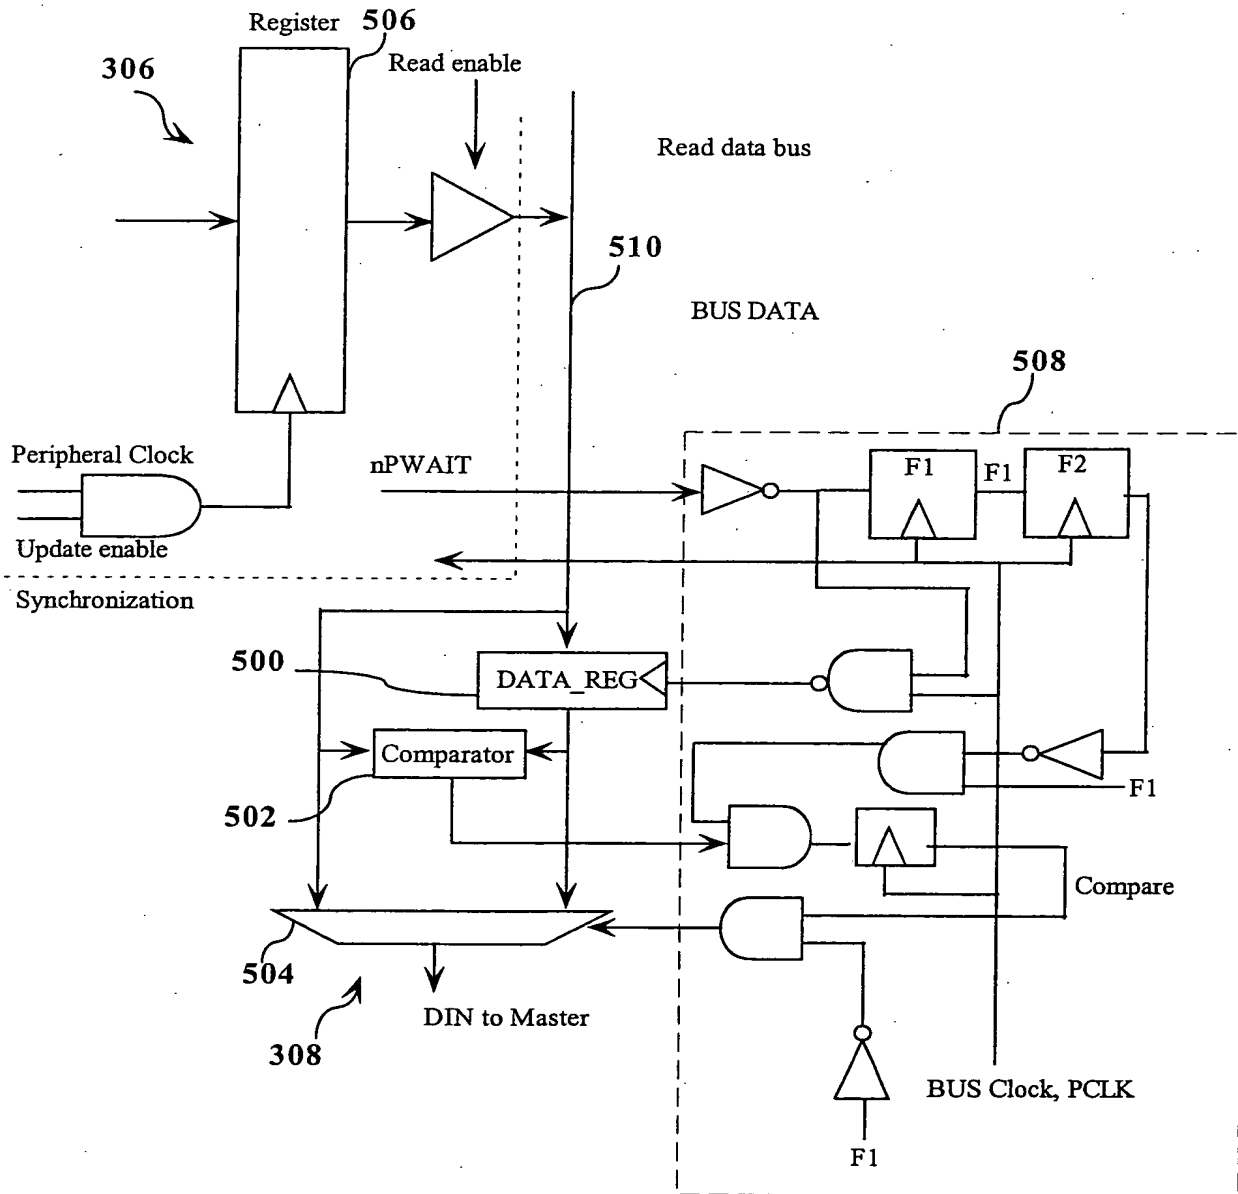 Register
506
306
Read enable
Read data bus
510
BUS DATA
508
Peripheral Clock
nPWAIT
F1
F1
F2
Update enable
Synchronization
500
DATA_REG
Comparator
502
F1
Compare
504
DIN to Master
308
BUS Clock, PCLK
F1